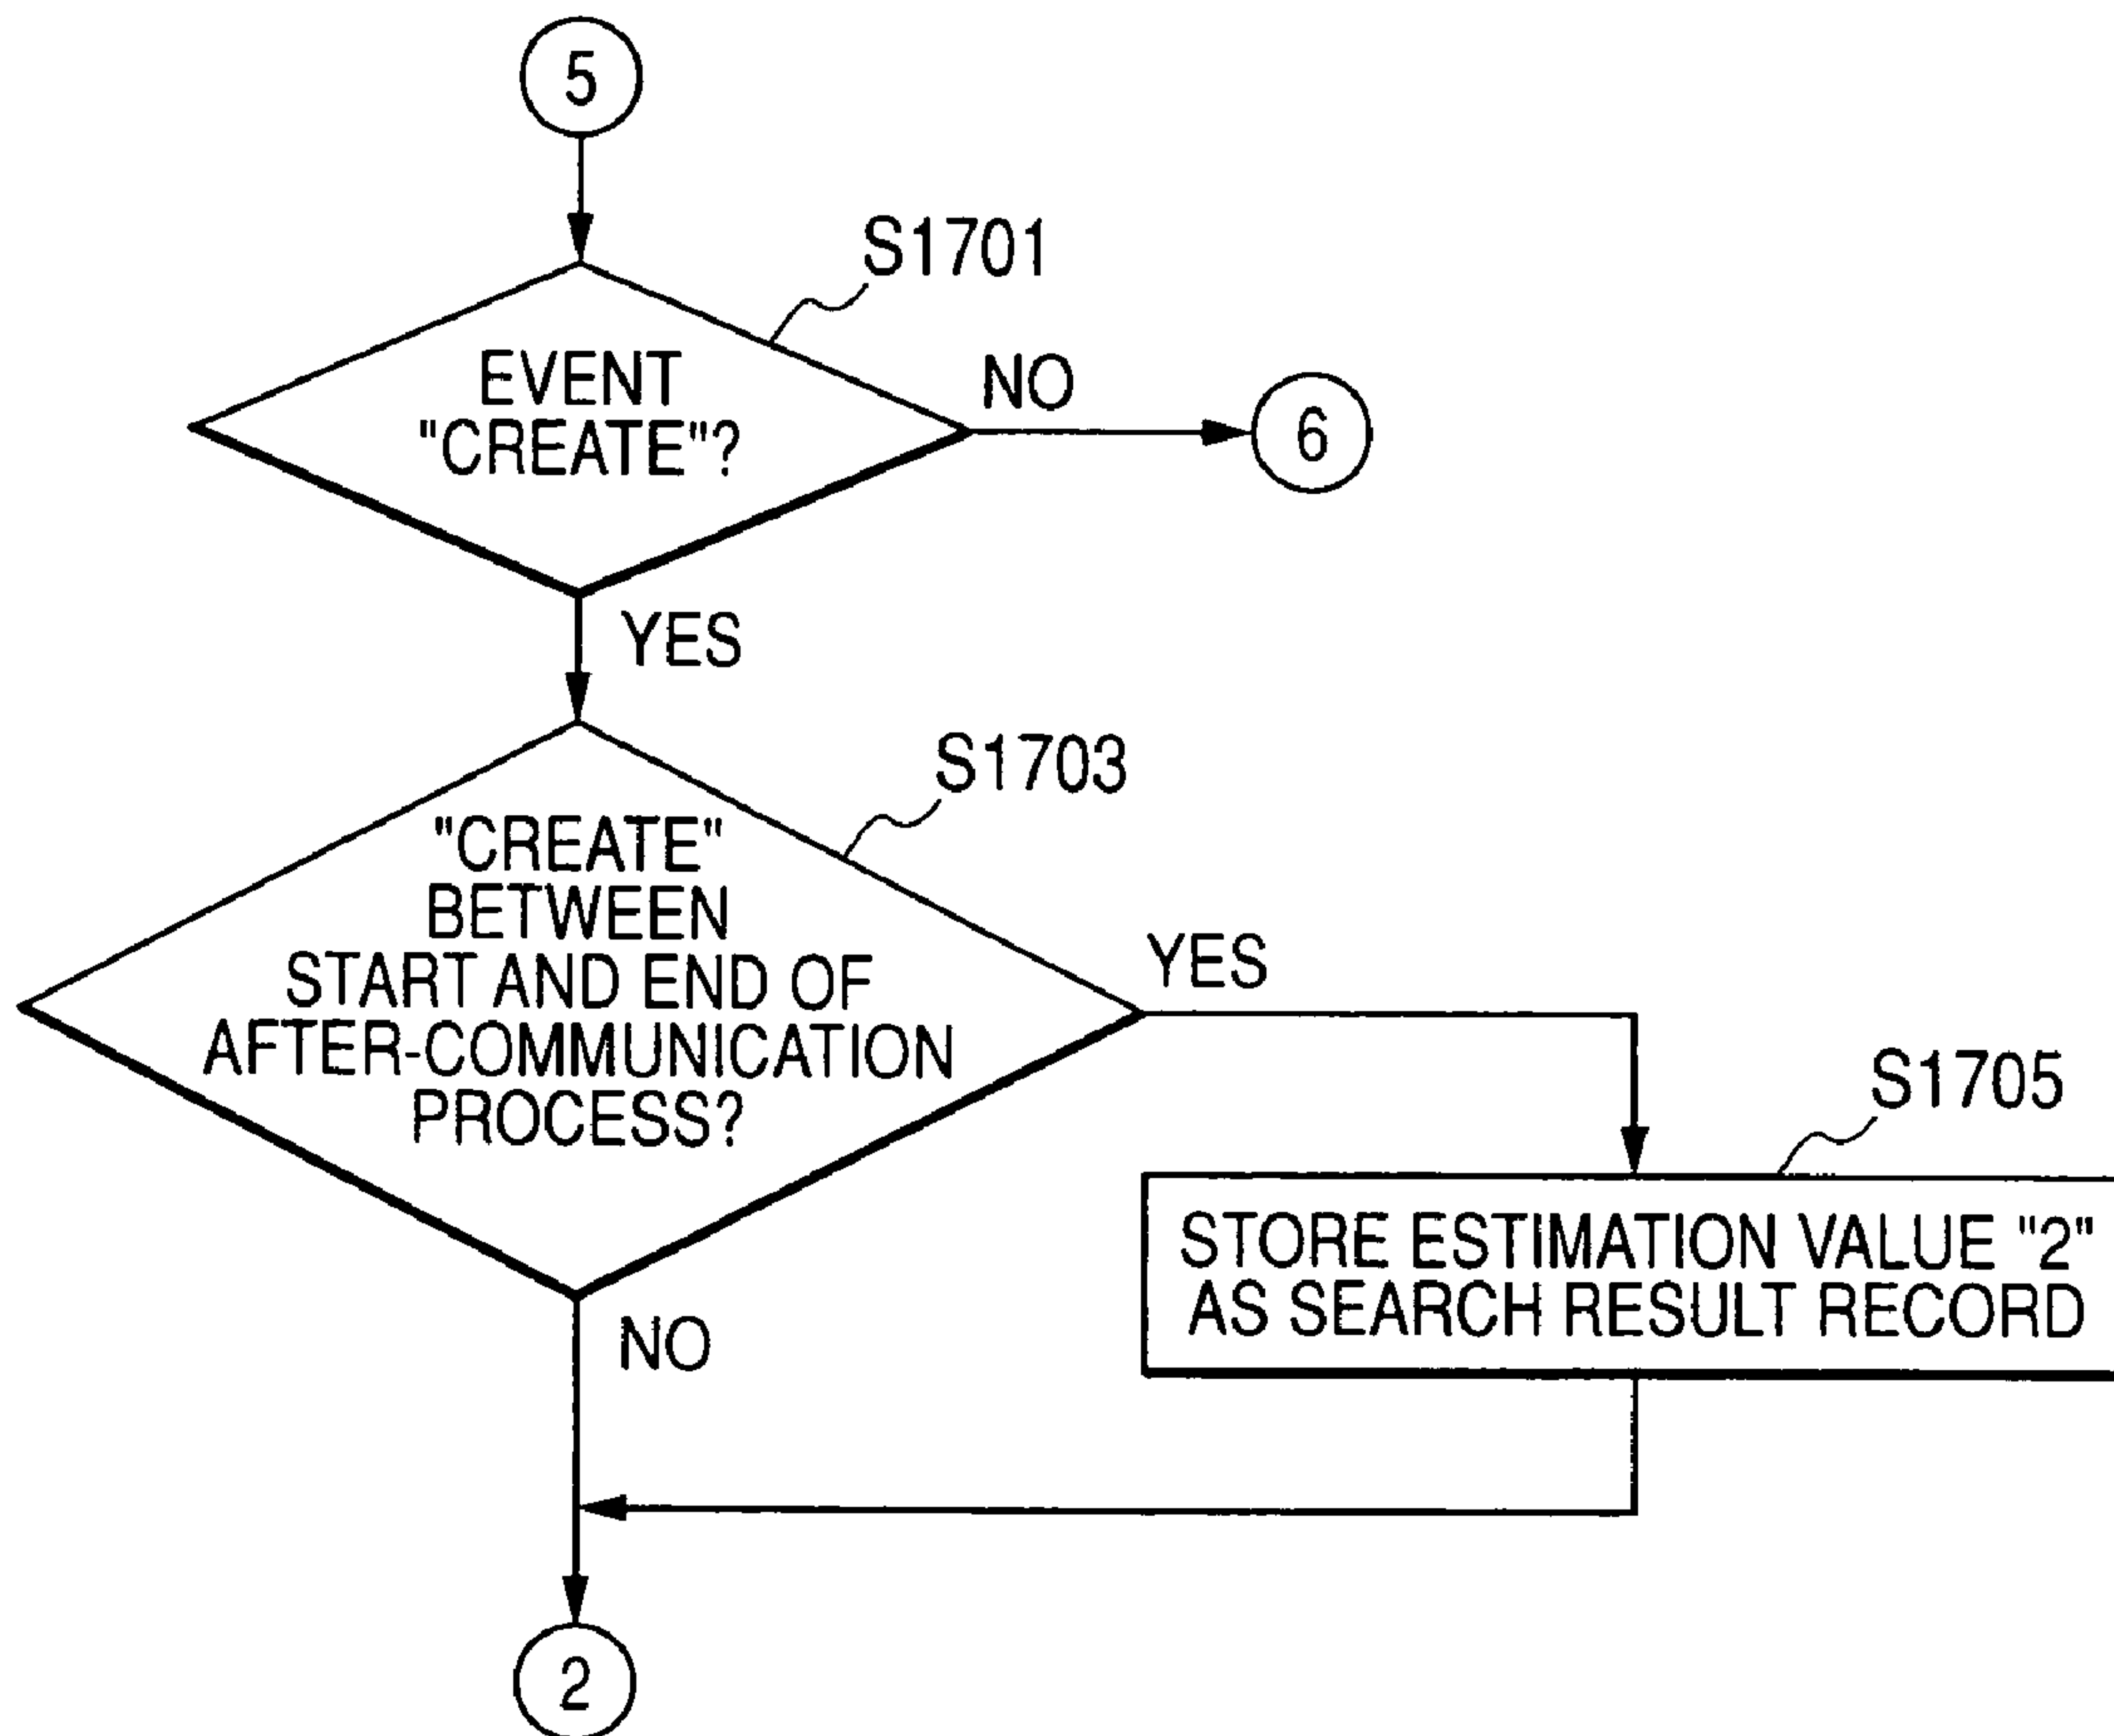 5
S1701
EVENT
"CREATE"?
NO
6
YES
S1703
"CREATE"
BETWEEN
START AND END OF
AFTER-COMMUNICATION
PROCESS?
YES
S1705
STORE ESTIMATION VALUE "2"
AS SEARCH RESULT RECORD
NO
2